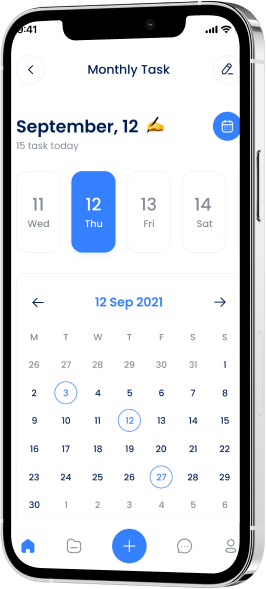 9:41
Monthly Task
September, 12 ✍️
15 task today
11 12 13 14
Wed Thu Fri Sat
12 Sep 2021
M T W T F S S
26 27 28 29 30 31 1
2 3 4 5 6 7 8
9 10 11 12 13 14 15
16 17 18 19 20 21 22
23 24 25 26 27 28 29
30 1 2 3 4 5 6